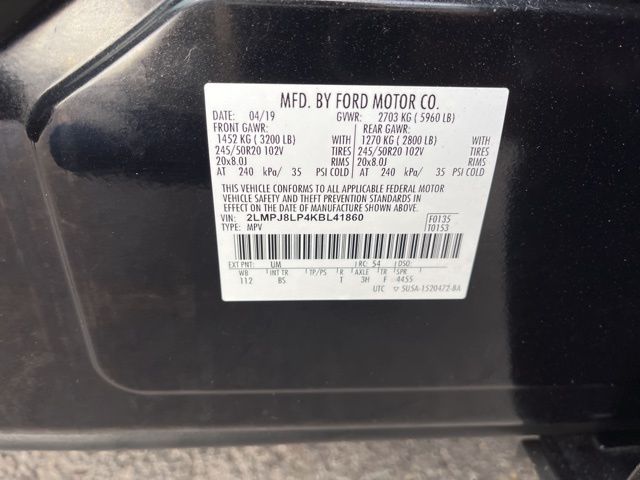 MFD. BY FORD MOTOR CO.
DATE: 04/19 GVWR: 2703 KG ( 5960 LB)
FRONT GAWR: REAR GAWR:
1452 KG ( 3200 LB) WITH 1270 KG ( 2800 LB) WITH
245/50R20 102V TIRES 245/50R20 102V TIRES
20x8.0J RIMS 20x8.0J RIMS
AT 240 kPa/ 35 PSI COLD AT 240 kPa/ 35 PSI COLD
THIS VEHICLE CONFORMS TO ALL APPLICABLE FEDERAL MOTOR
VEHICLE SAFETY AND THEFT PREVENTION STANDARDS IN
EFFECT ON THE DATE OF MANUFACTURE SHOWN ABOVE.
VIN: 2LMPJ8LP4KBL41860 F0135
TYPE: MPV T0153
EXT PNT: UM RC: 54 DSO:
WB INT TR TP/PS R AXLE TR SPR
112 BS T 3H F 4455
UTC ▽ 5U5A-1520472-BA